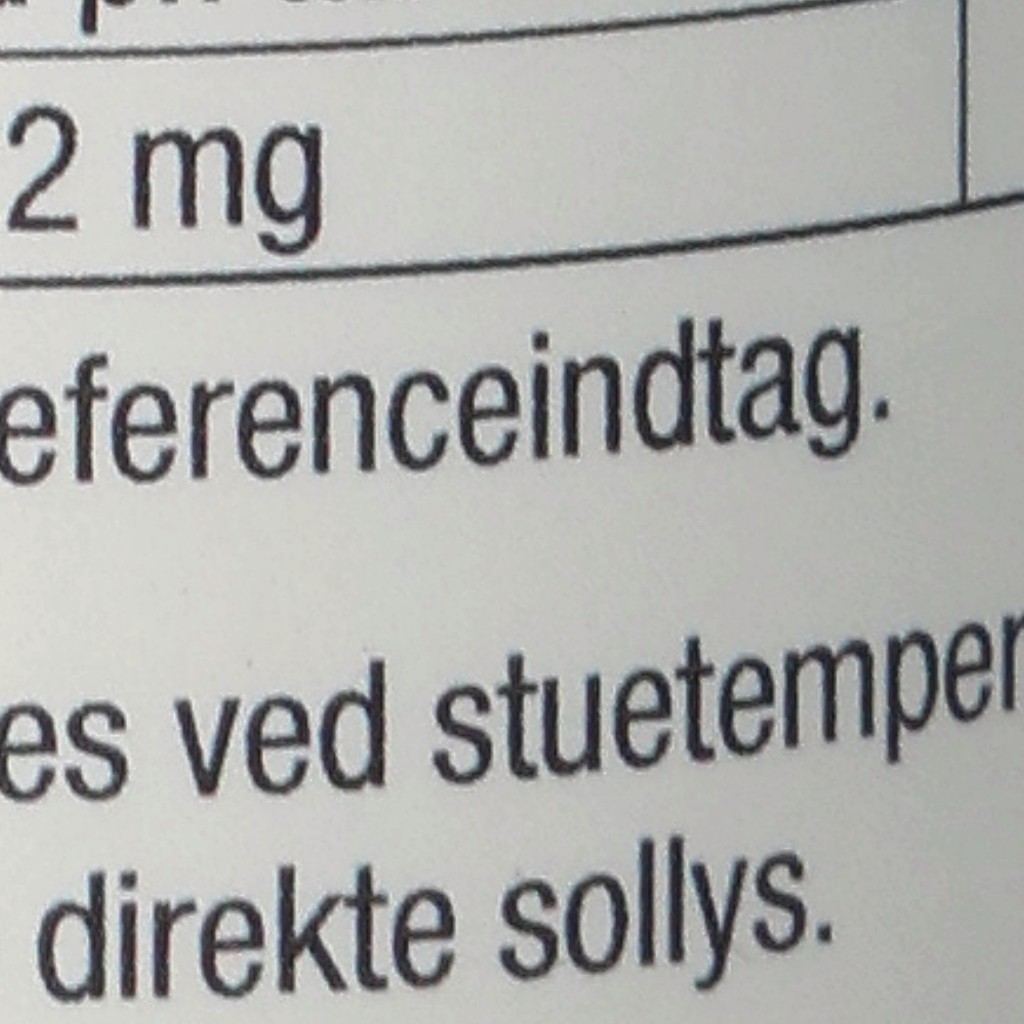 2 mg
eferenceindtag.
es ved stuetemper
direkte sollys.